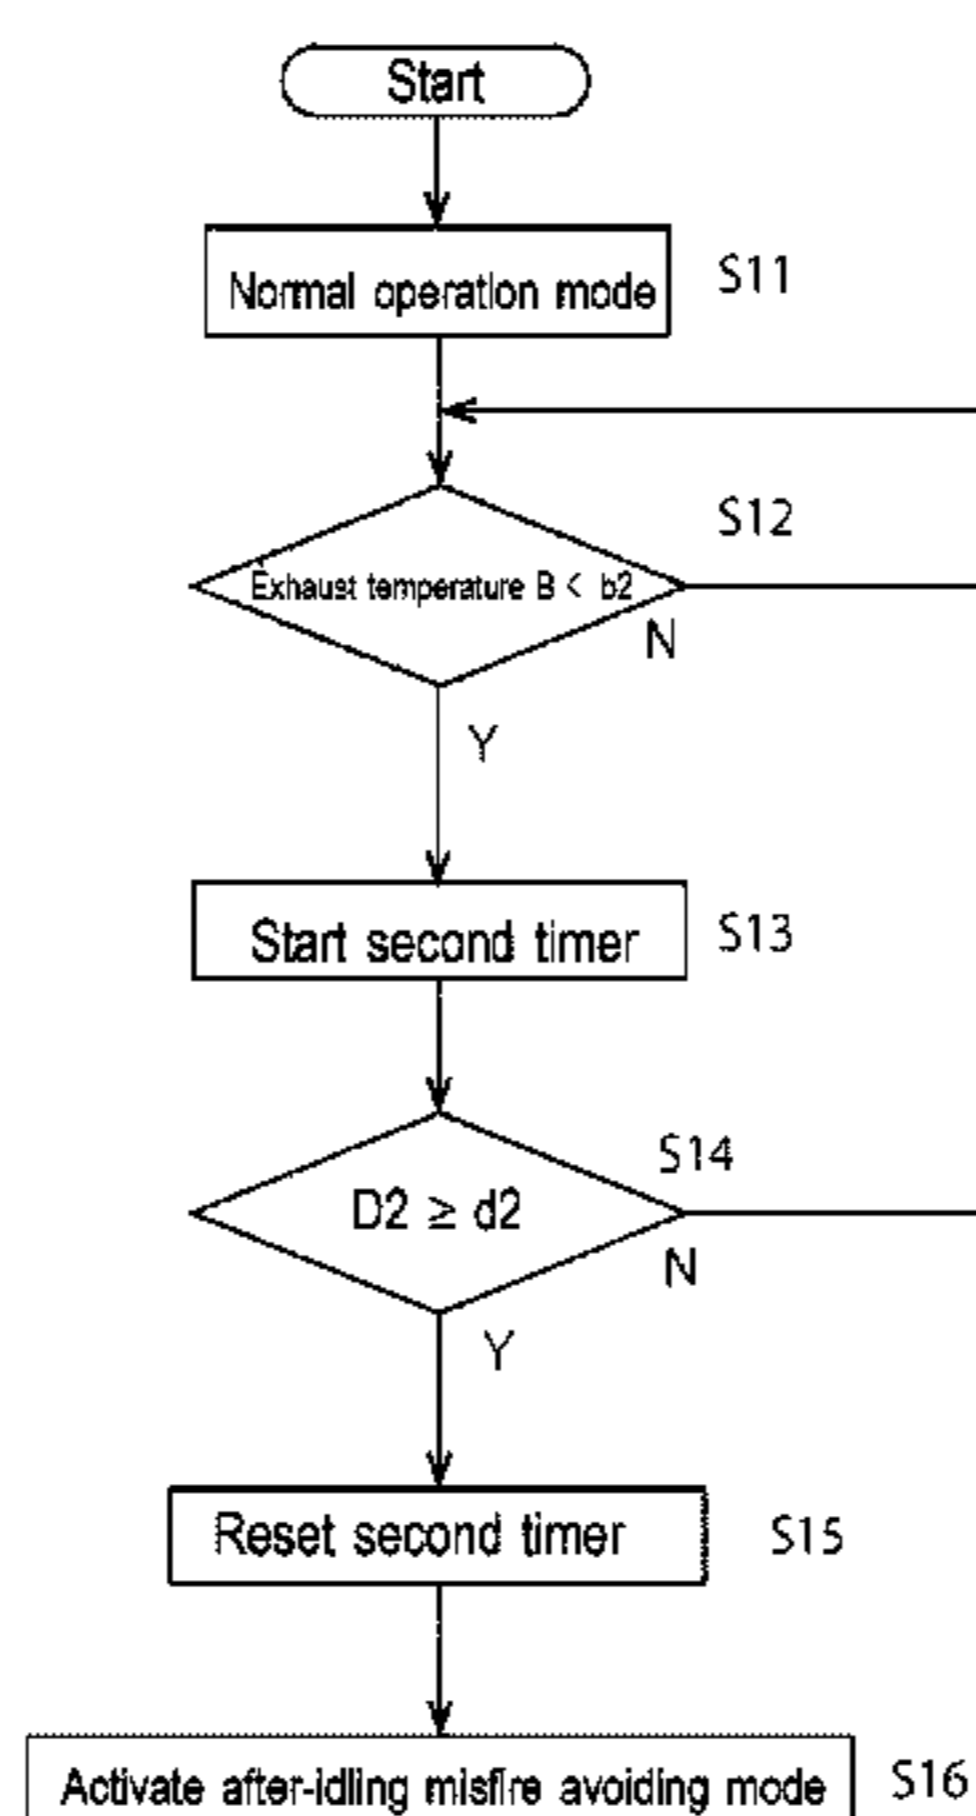 Start
Normal operation mode
S11
S12
Exhaust temperature B < b2
N
Y
Start second timer
S13
S14
D2 ≥ d2
N
Y
Reset second timer
S15
Activate after-idling misfire avoiding mode
S16